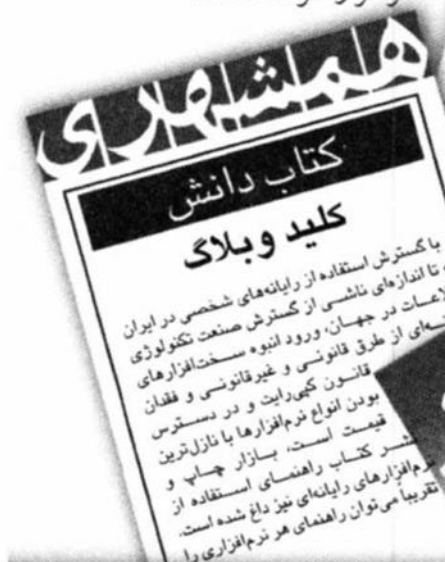 همشهری
کتاب دانش
کلید وبلاگ
با گسترش استفاده از رایانه‌های شخصی در ایران
تا اندازه‌ای ناشی از گسترش صنعت تکنولوژی
در جهان، ورود انبوه سخت‌افزارهای
از طرق قانونی و غیرقانونی و فقدان
قانون کپی‌رایت و در دسترس
بودن انواع نرم‌افزارها با نازل‌ترین
قیمت است، بازار چاپ و
نشر کتاب راهنمای استفاده از
نرم‌افزارهای رایانه‌ای نیز داغ شده است.
تقریبا می‌توان راهنمای هر نرم‌افزاری را